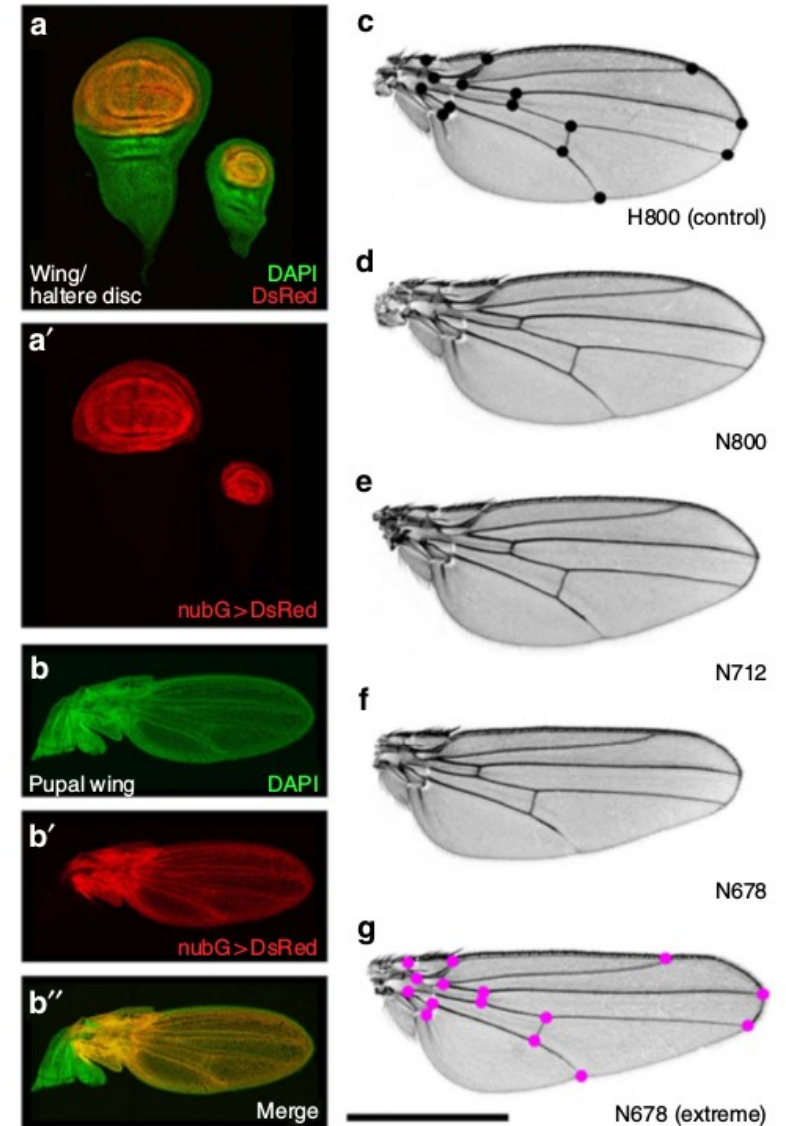 a
Wing/
haltere disc
DAPI
DsRed
a′
nubG>DsRed
b
Pupal wing
DAPI
b′
nubG>DsRed
b″
Merge
c
H800 (control)
d
N800
e
N712
f
N678
g
N678 (extreme)